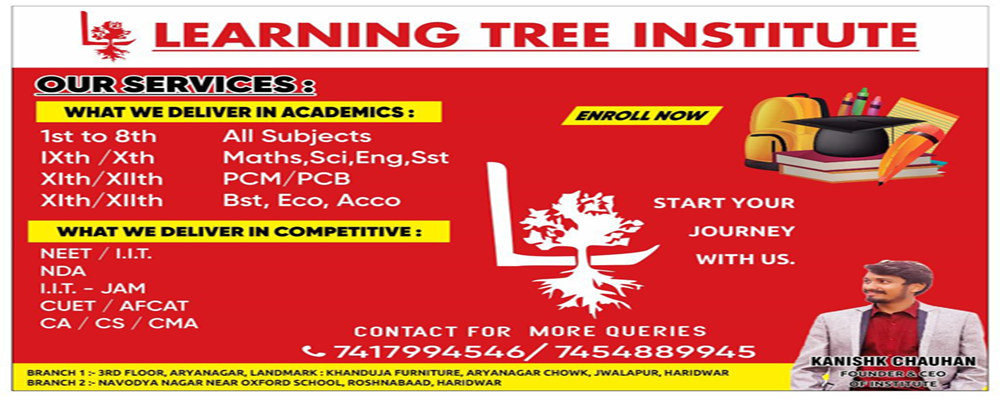 LEARNING TREE INSTITUTE
OUR SERVICES :
WHAT WE DELIVER IN ACADEMICS :
1st to 8th All Subjects
IXth /Xth Maths,Sci,Eng,Sst
XIth/XIIth PCM/PCB
XIth/XIIth Bst, Eco, Acco
WHAT WE DELIVER IN COMPETITIVE :
NEET / I.I.T.
NDA
I.I.T. - JAM
CUET / AFCAT
CA / CS / CMA
ENROLL NOW
START YOUR
JOURNEY
WITH US.
CONTACT FOR MORE QUERIES
7417994546/ 7454889945
KANISHK CHAUHAN
FOUNDER & CEO
OF INSTITUTE
BRANCH 1 :- 3RD FLOOR, ARYANAGAR, LANDMARK : KHANDUJA FURNITURE, ARYANAGAR CHOWK, JWALAPUR, HARIDWAR
BRANCH 2 :- NAVODYA NAGAR NEAR OXFORD SCHOOL, ROSHNABAAD, HARIDWAR